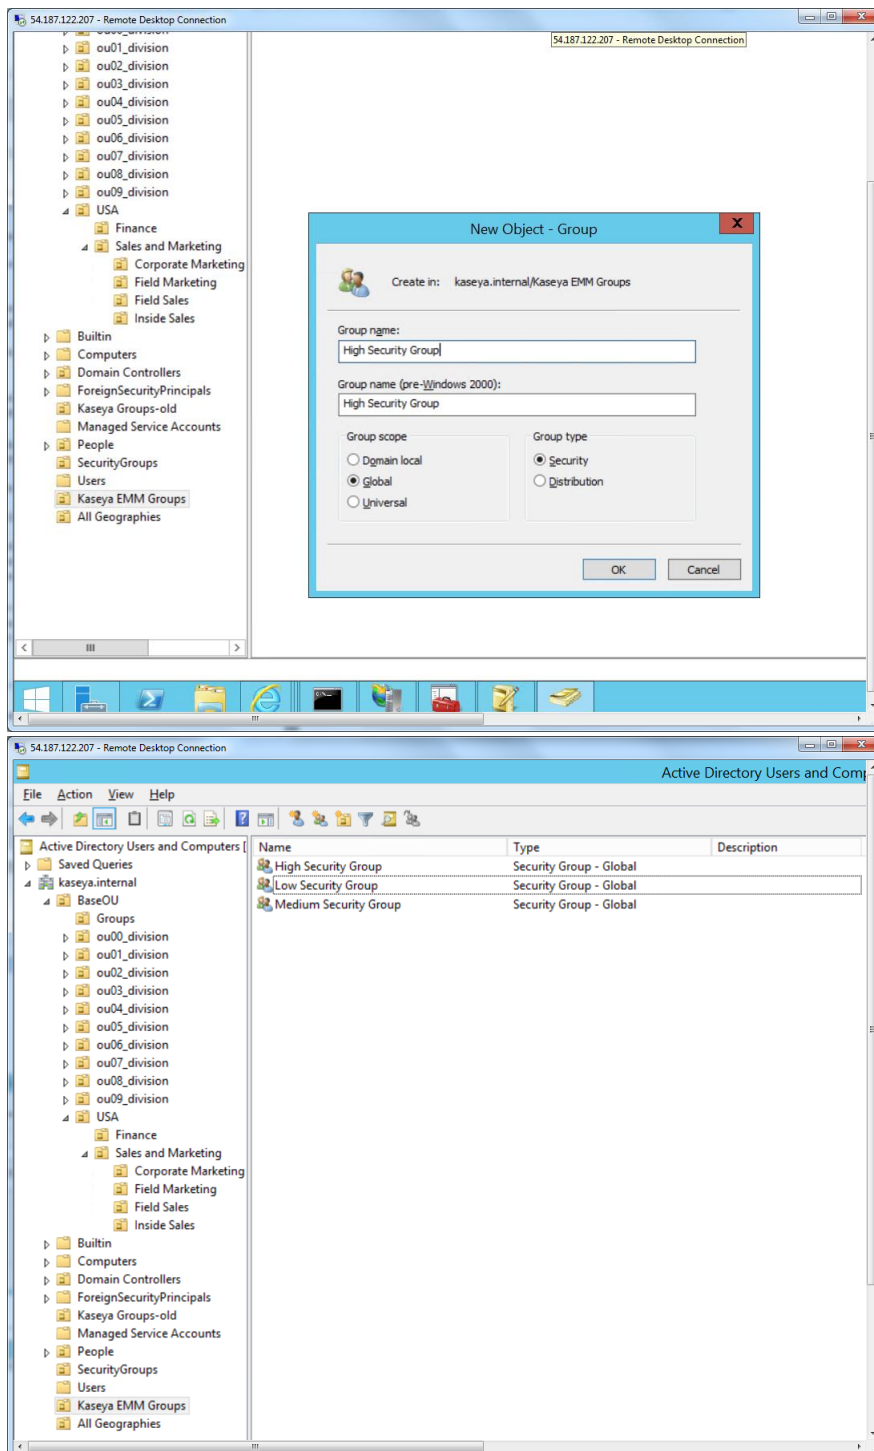 54.187.122.207 - Remote Desktop Connection
54.187.122.207 - Remote Desktop Connection
ou00_division
ou01_division
ou02_division
ou03_division
ou04_division
ou05_division
ou06_division
ou07_division
ou08_division
ou09_division
USA
Finance
Sales and Marketing
Corporate Marketing
Field Marketing
Field Sales
Inside Sales
Builtin
Computers
Domain Controllers
ForeignSecurityPrincipals
Kaseya Groups-old
Managed Service Accounts
People
SecurityGroups
Users
Kaseya EMM Groups
All Geographies
New Object - Group
X
Create in: kaseya.internal/Kaseya EMM Groups
Group name:
High Security Group
Group name (pre-Windows 2000):
High Security Group
Group scope
Domain local
Global
Universal
Group type
Security
Distribution
OK
Cancel
54.187.122.207 - Remote Desktop Connection
Active Directory Users and Comp
File Action View Help
Active Directory Users and Computers [
Saved Queries
kaseya.internal
BaseOU
Groups
ou00_division
ou01_division
ou02_division
ou03_division
ou04_division
ou05_division
ou06_division
ou07_division
ou08_division
ou09_division
USA
Finance
Sales and Marketing
Corporate Marketing
Field Marketing
Field Sales
Inside Sales
Builtin
Computers
Domain Controllers
ForeignSecurityPrincipals
Kaseya Groups-old
Managed Service Accounts
People
SecurityGroups
Users
Kaseya EMM Groups
All Geographies
Name Type Description
High Security Group Security Group - Global
Low Security Group Security Group - Global
Medium Security Group Security Group - Global